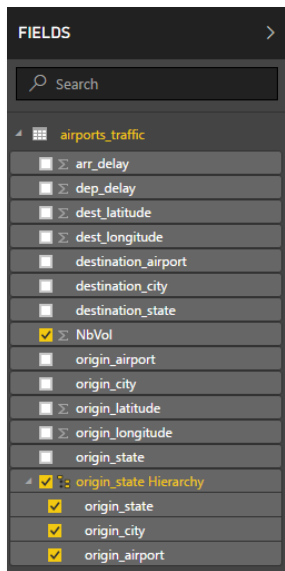 FIELDS
Search
airports_traffic
Σ arr_delay
Σ dep_delay
Σ dest_latitude
Σ dest_longitude
destination_airport
destination_city
destination_state
Σ NbVol
origin_airport
origin_city
Σ origin_latitude
Σ origin_longitude
origin_state
origin_state Hierarchy
origin_state
origin_city
origin_airport